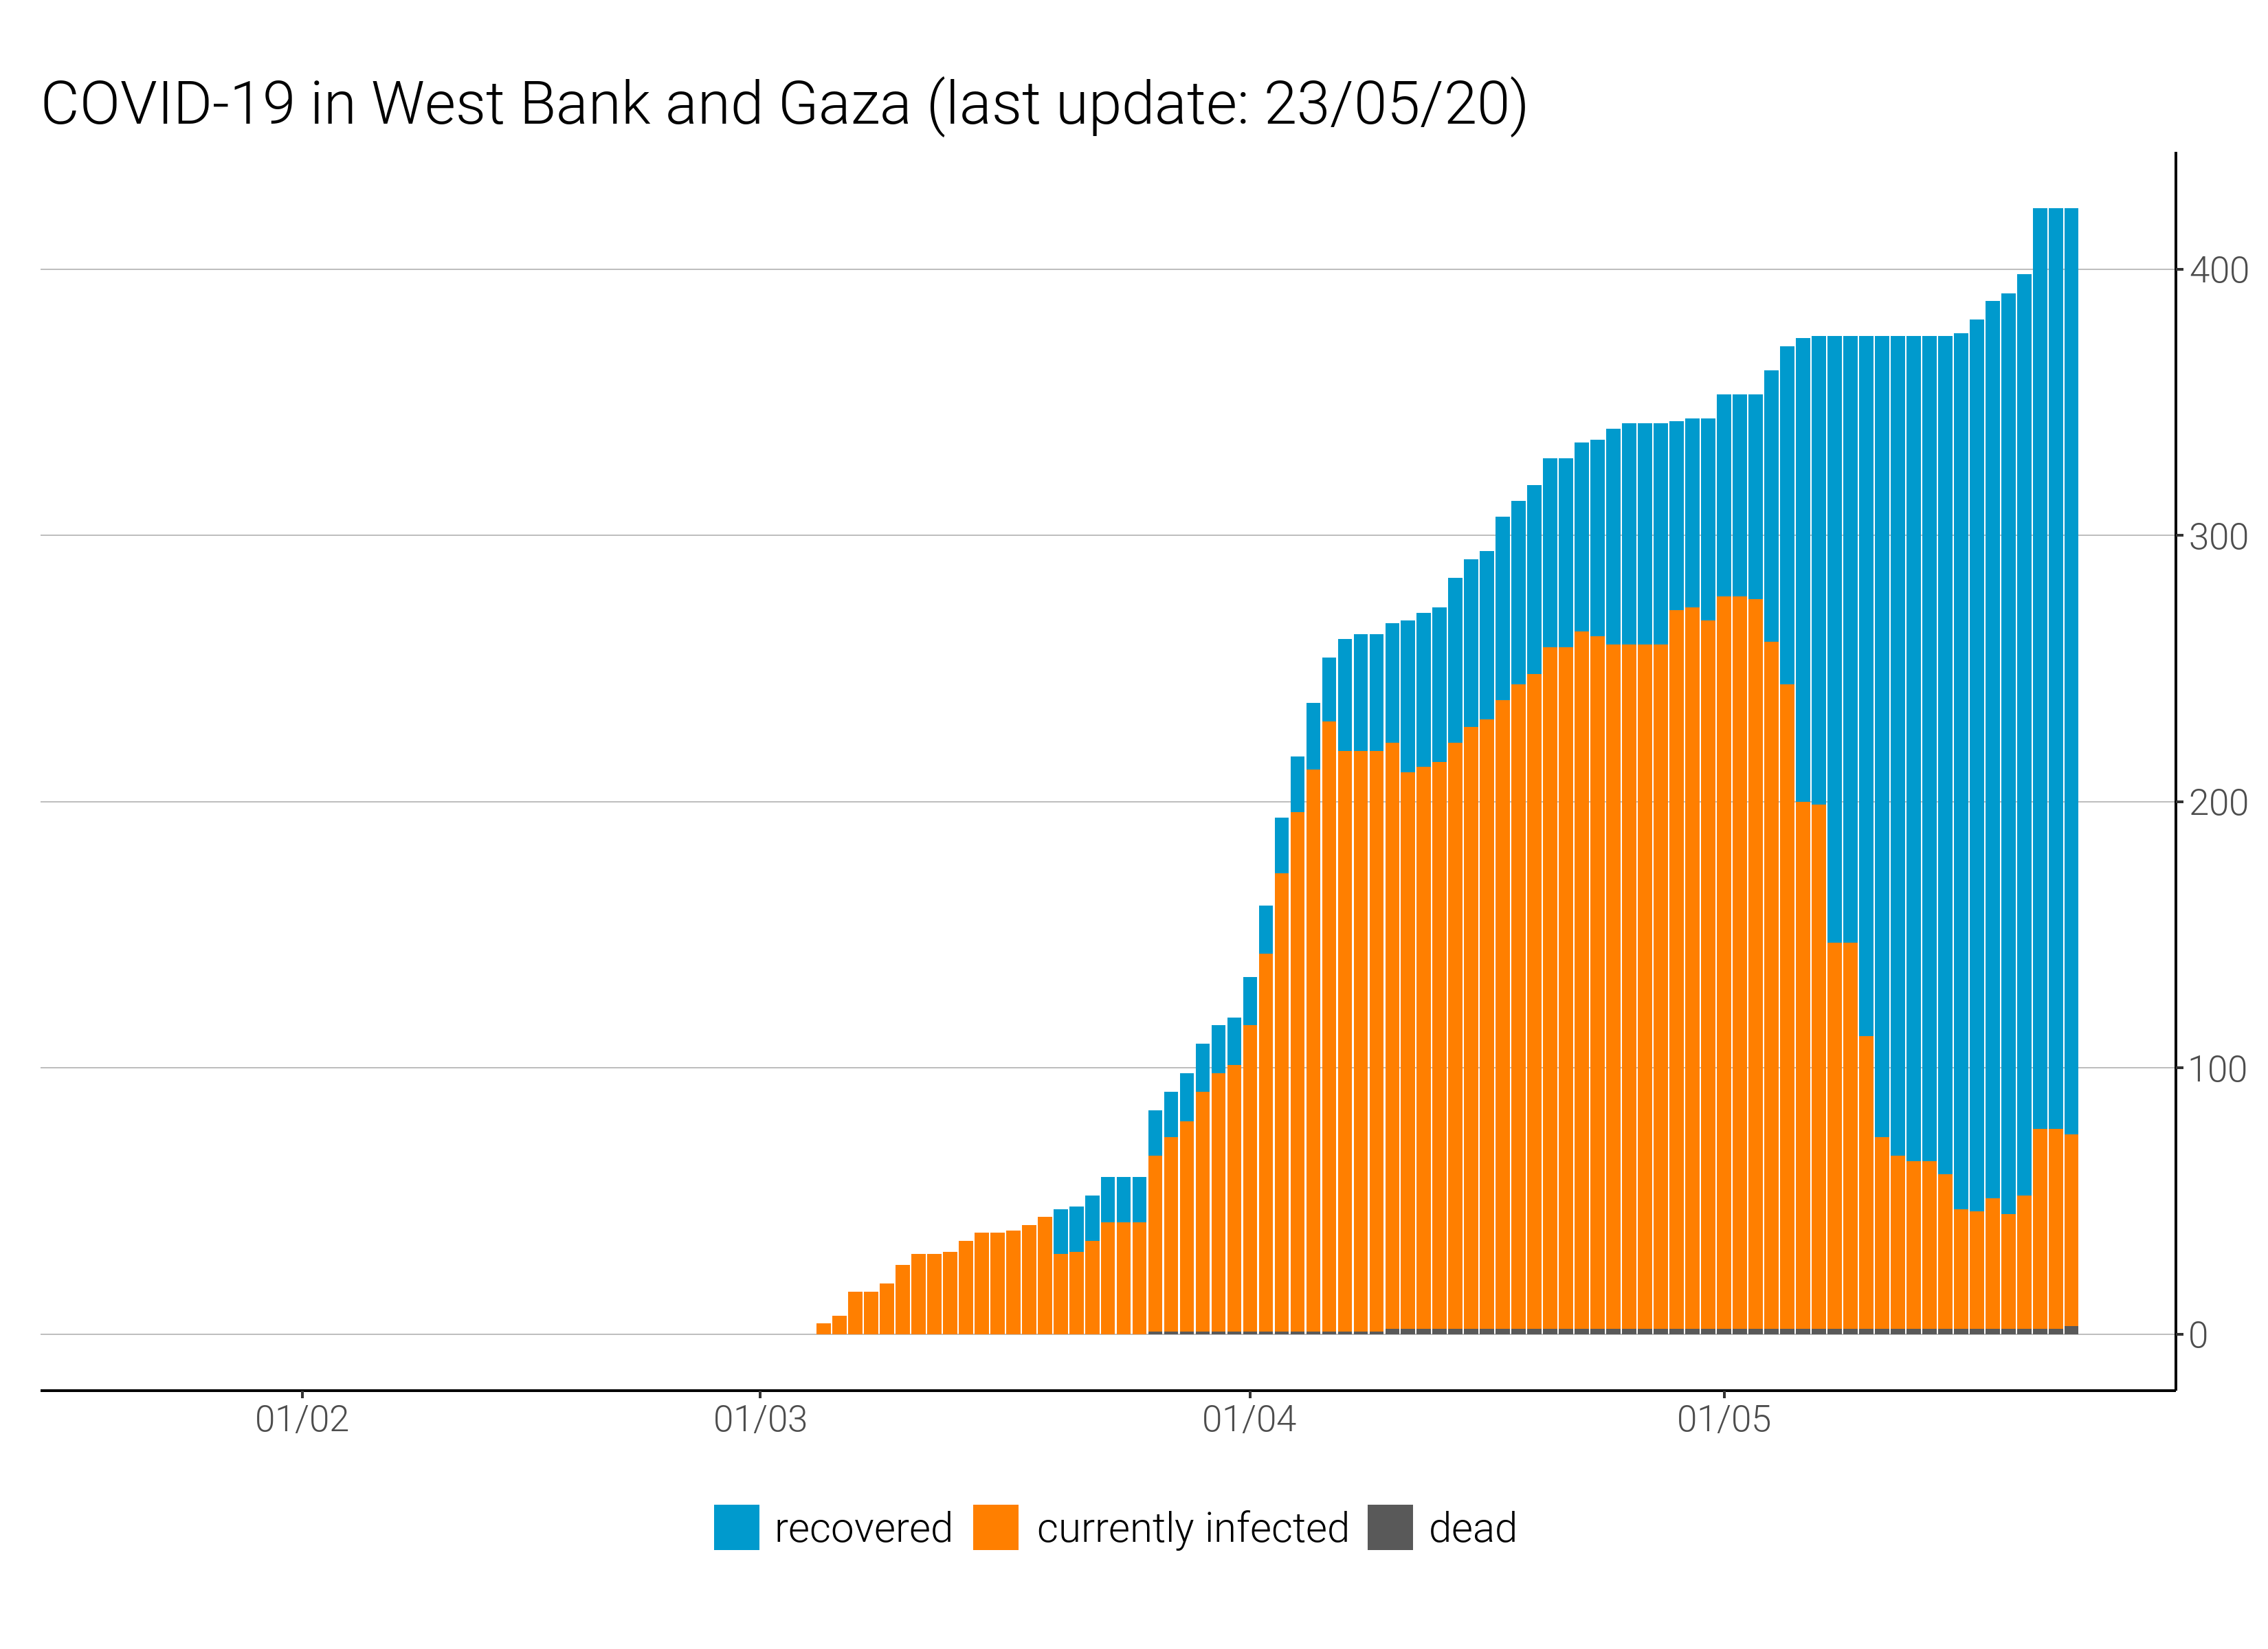 COVID-19 in West Bank and Gaza (last update: 23/05/20)
400
300
200
100
0
01/02 01/03 01/04 01/05
recovered currently infected dead